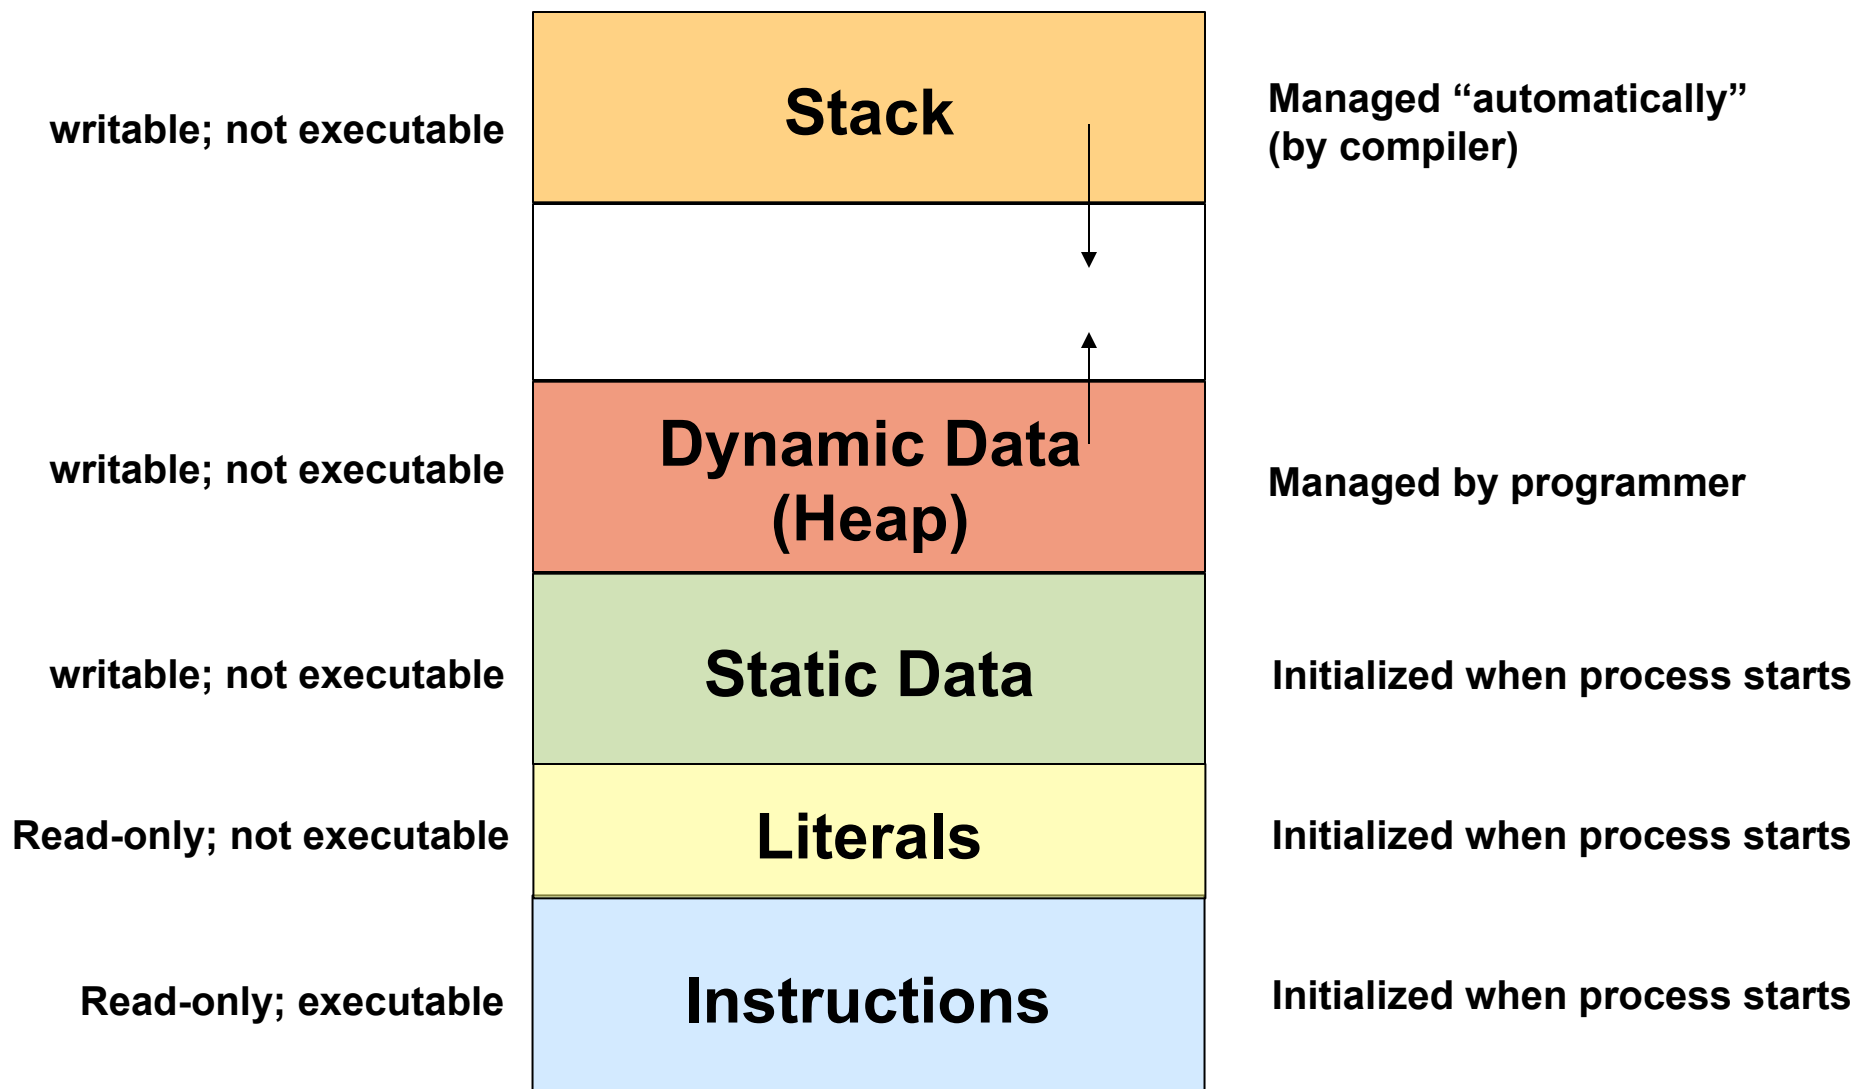 writable; not executable
Stack
Managed “automatically”
(by compiler)
writable; not executable
Dynamic Data
(Heap)
Managed by programmer
writable; not executable
Static Data
Initialized when process starts
Read-only; not executable
Literals
Initialized when process starts
Read-only; executable
Instructions
Initialized when process starts